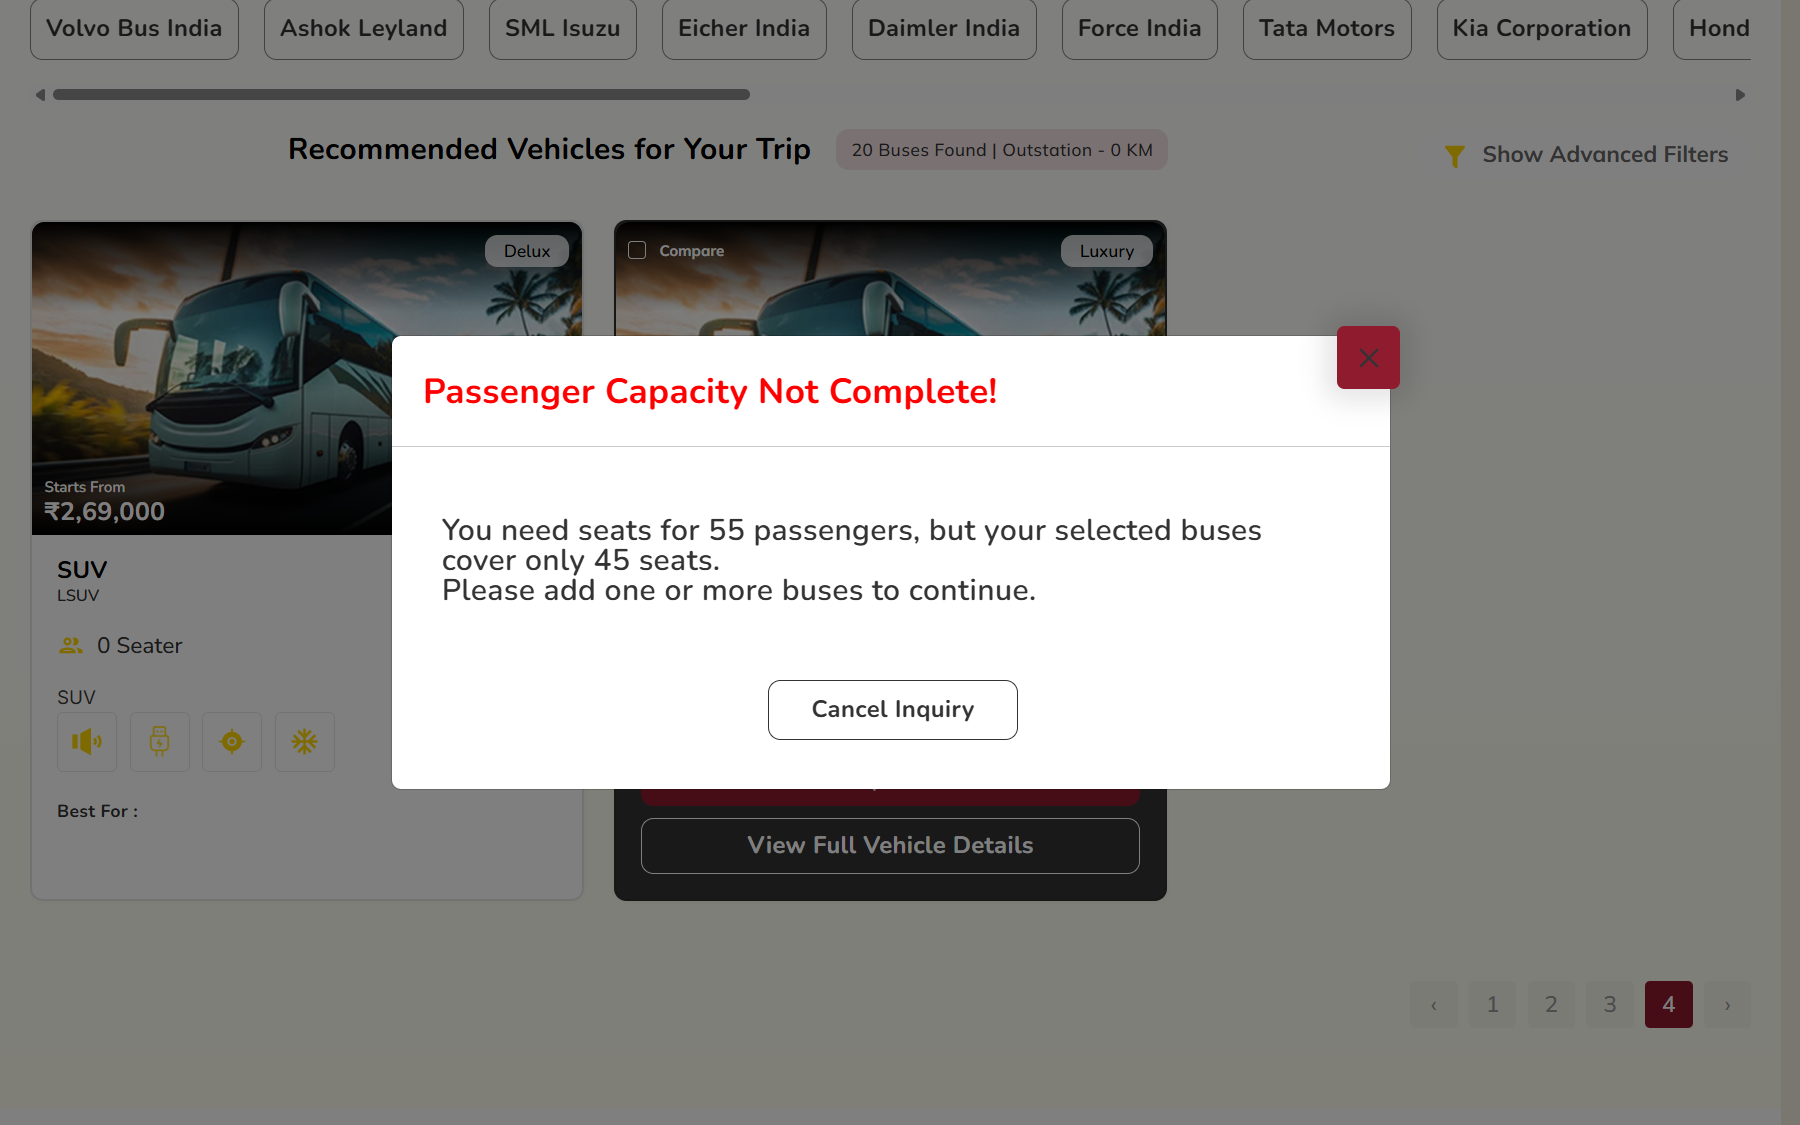 Volvo Bus India
Ashok Leyland
SML Isuzu
Eicher India
Daimler India
Force India
Tata Motors
Kia Corporation
Hond
Recommended Vehicles for Your Trip
20 Buses Found | Outstation - 0 KM
Show Advanced Filters
Delux
Compare
Luxury
Starts From
₹2,69,000
SUV
LSUV
0 Seater
SUV
Best For :
Passenger Capacity Not Complete!
You need seats for 55 passengers, but your selected buses
cover only 45 seats.
Please add one or more buses to continue.
Cancel Inquiry
View Full Vehicle Details
‹ 1 2 3 4 ›